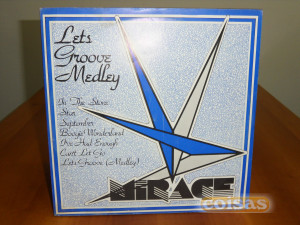 Lets
Groove
Medley
In The Stone
Star
September
Boogie Wonderland
I've Had Enough
Can't Let Go
Lets Groove (Medley)
MIRAGE
coisas